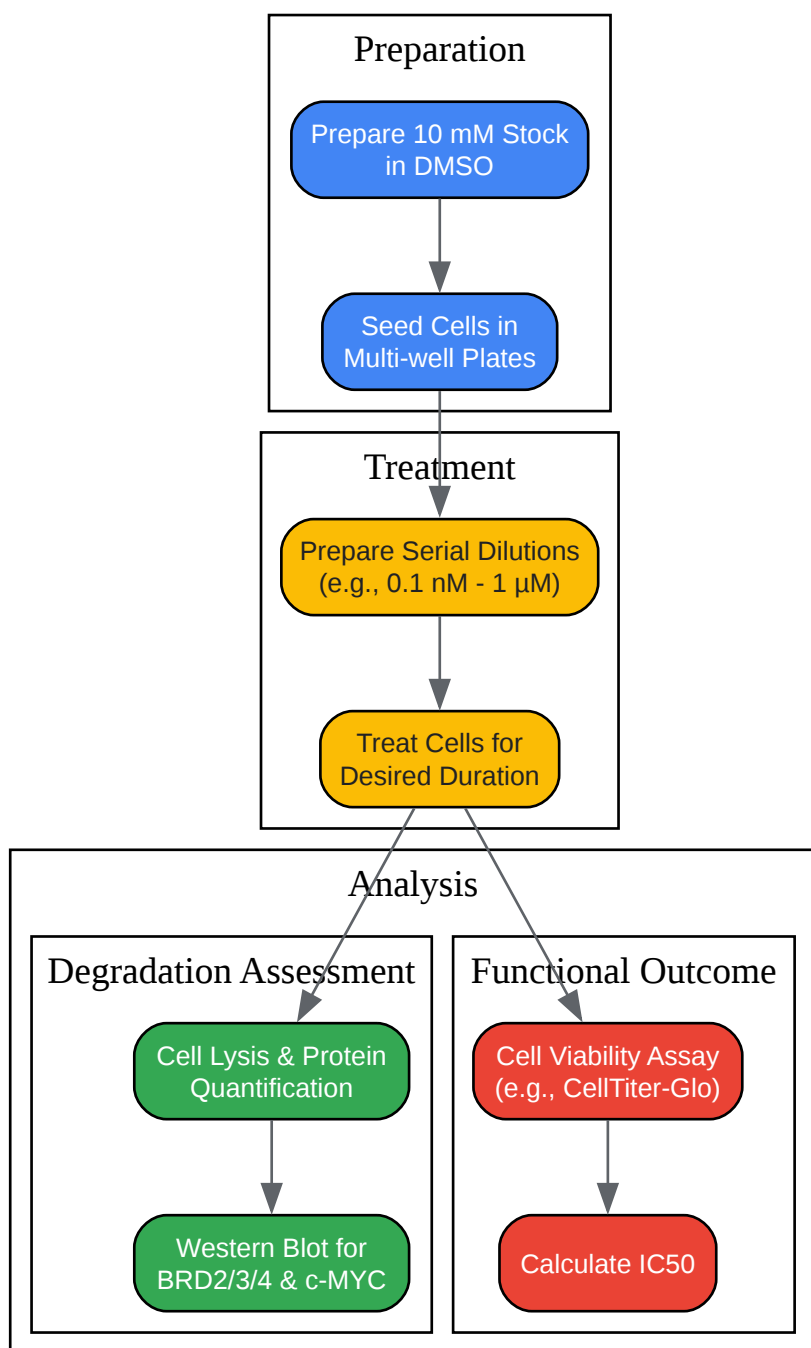 Preparation
Prepare 10 mM Stock
in DMSO
Seed Cells in
Multi-well Plates
Treatment
Prepare Serial Dilutions
(e.g., 0.1 nM - 1 µM)
Treat Cells for
Desired Duration
Analysis
Degradation Assessment
Cell Lysis & Protein
Quantification
Western Blot for
BRD2/3/4 & c-MYC
Functional Outcome
Cell Viability Assay
(e.g., CellTiter-Glo)
Calculate IC50